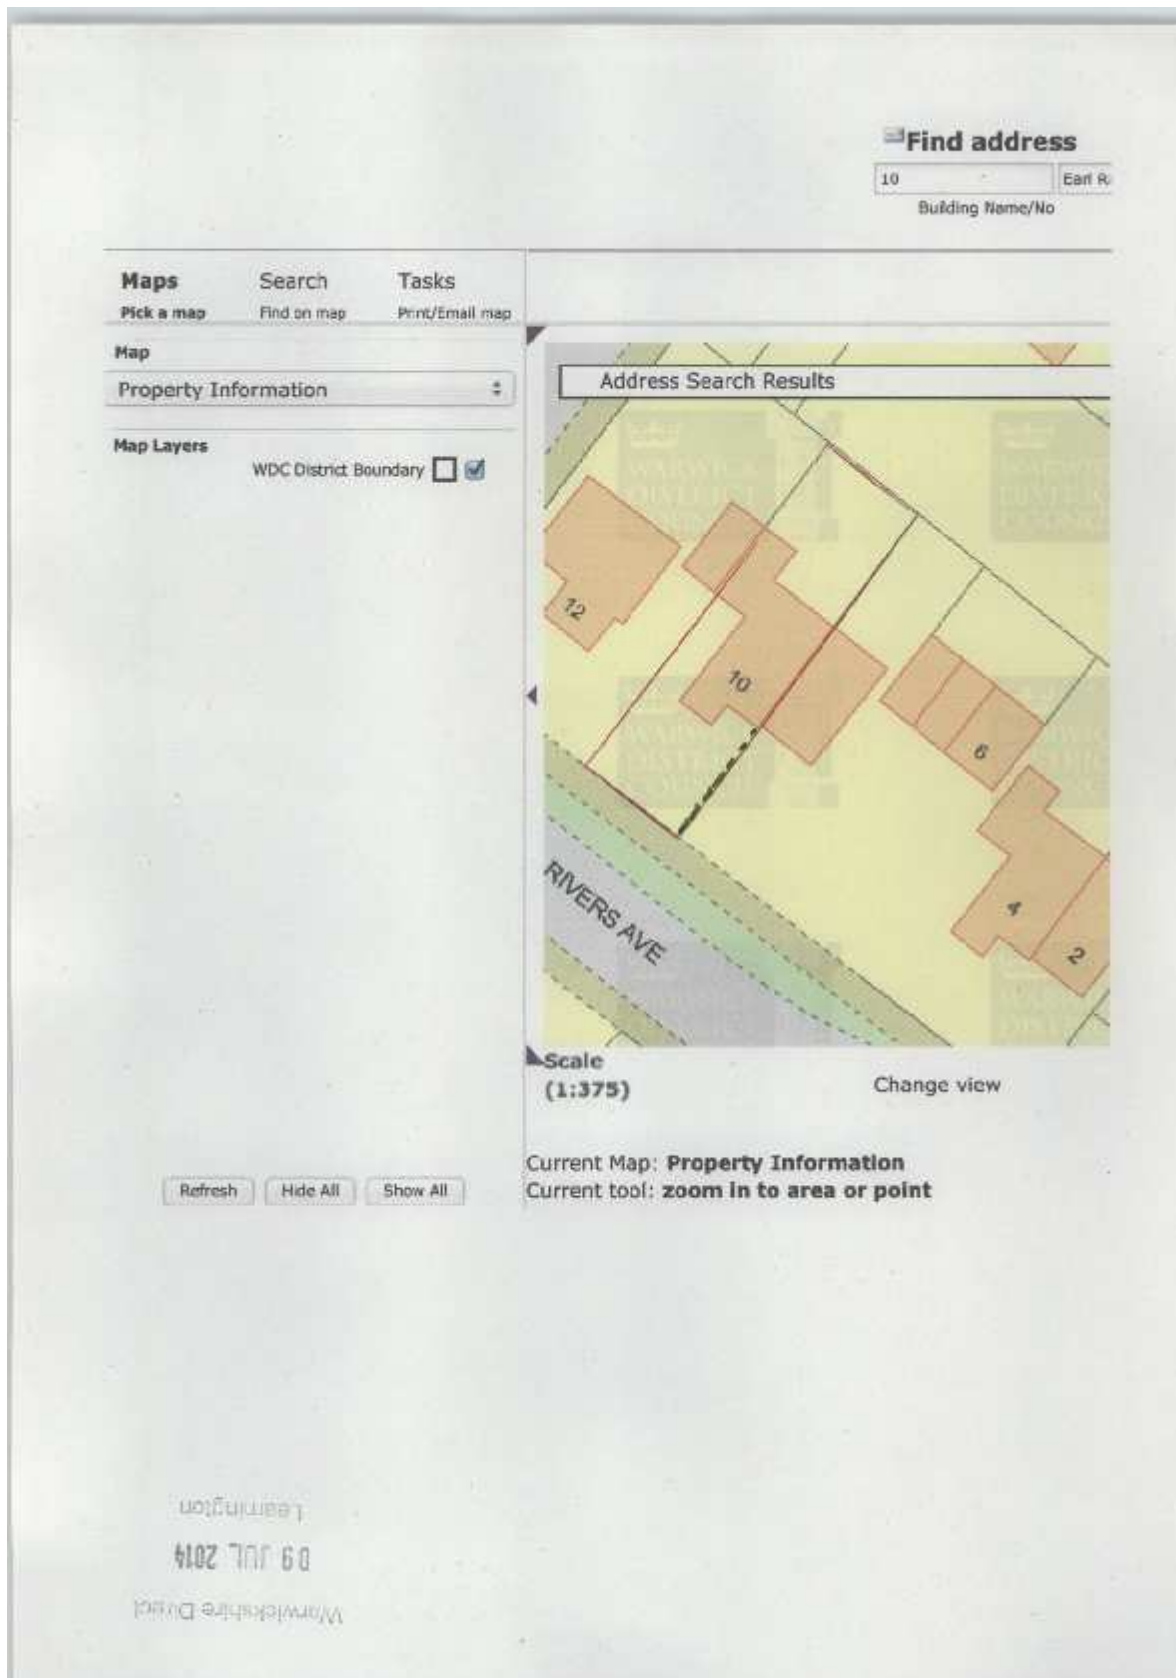 Find address
10 Earl R
Building Name/No
Maps Search Tasks
Pick a map Find on map Print/Email map
Map
Property Information
Map Layers
WDC District Boundary
Address Search Results
WARWICK
DISTRICT
COUNCIL
12
10
6
4
2
RIVERS AVE
Scale
(1:375)
Change view
Current Map: Property Information
Current tool: zoom in to area or point
Refresh Hide All Show All
Warwickshire Direct
09 JUL 2014
Leamington